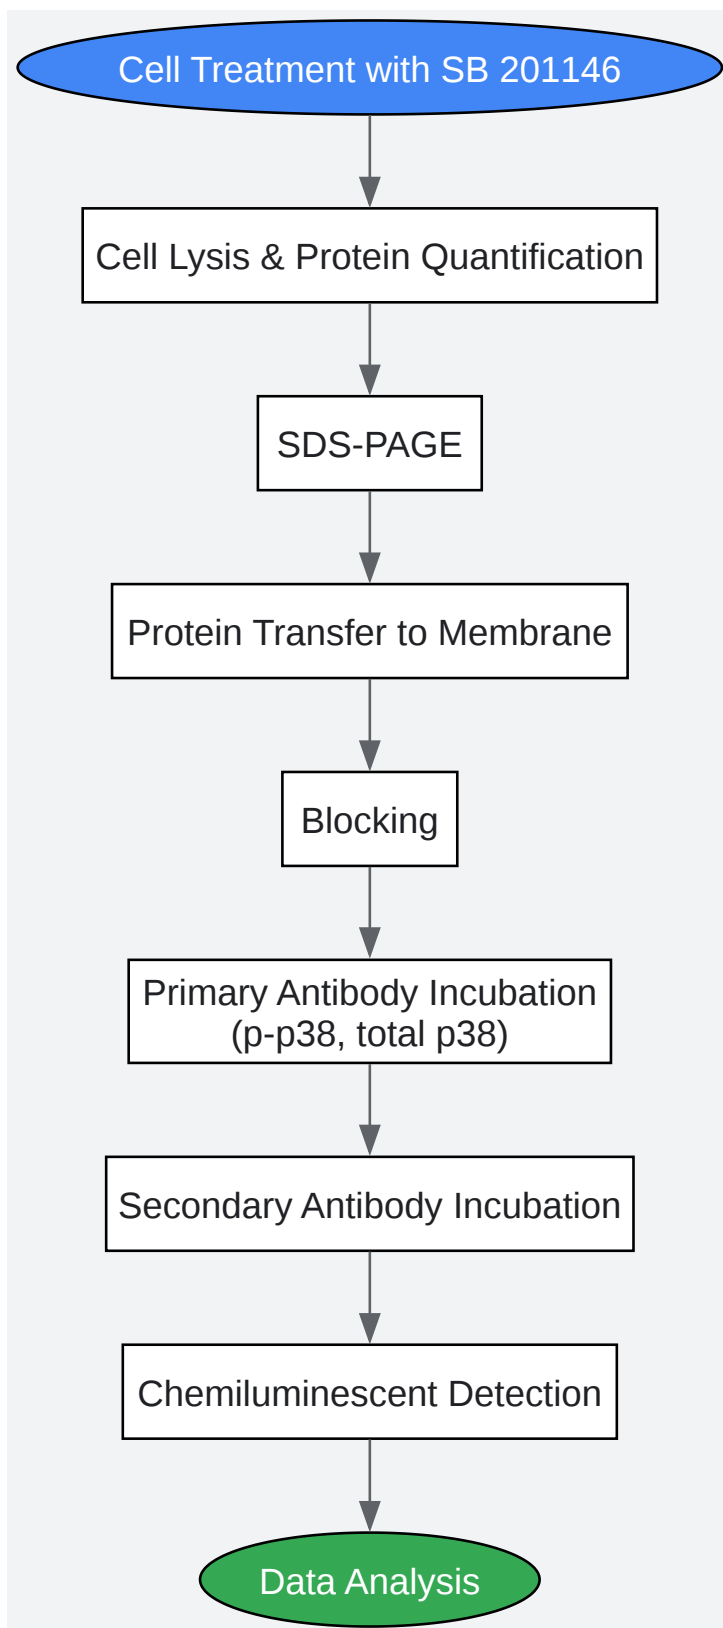 Cell Treatment with SB 201146
Cell Lysis & Protein Quantification
SDS-PAGE
Protein Transfer to Membrane
Blocking
Primary Antibody Incubation
(p-p38, total p38)
Secondary Antibody Incubation
Chemiluminescent Detection
Data Analysis